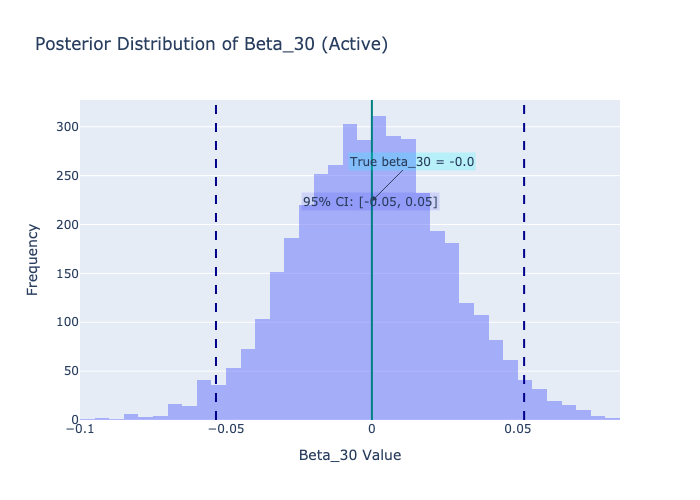 Posterior Distribution of Beta_30 (Active)
300
250
200
150
100
50
0
Frequency
True beta_30 = -0.0
95% CI: [-0.05, 0.05]
−0.1
−0.05
0
0.05
Beta_30 Value